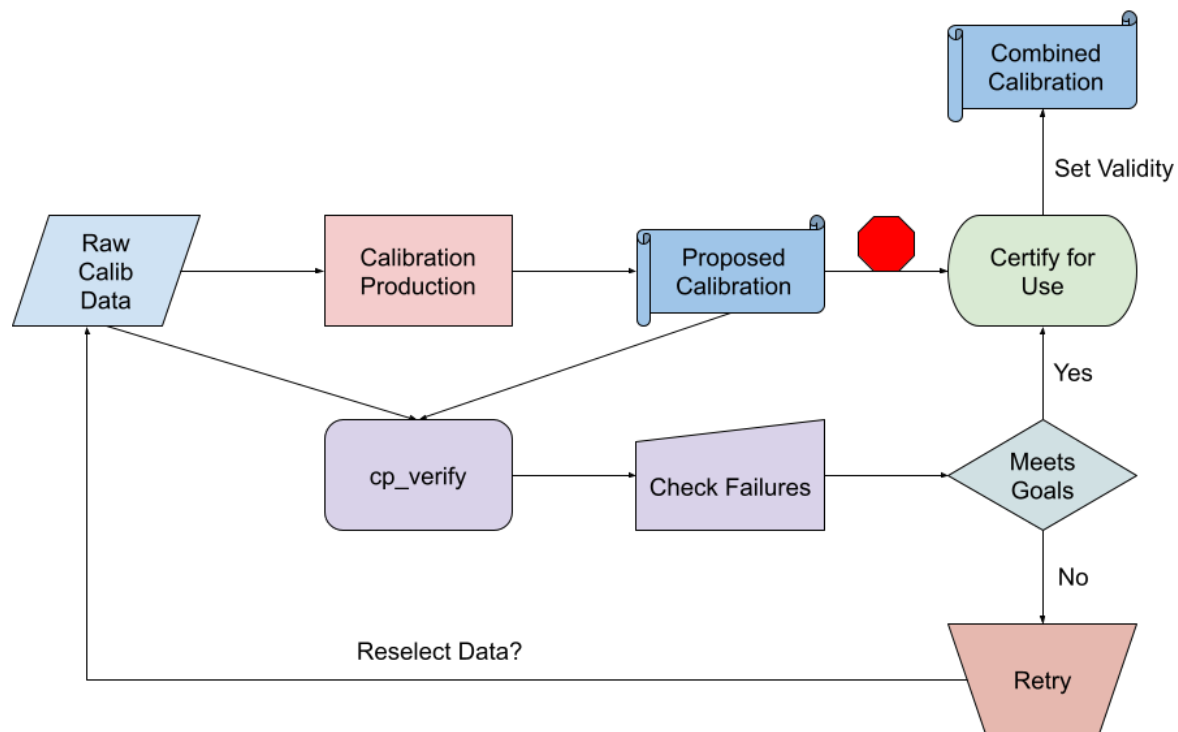 Combined
Calibration
Set Validity
Raw
Calib
Data
Calibration
Production
Proposed
Calibration
Certify for
Use
Yes
cp_verify
Check Failures
Meets
Goals
No
Reselect Data?
Retry